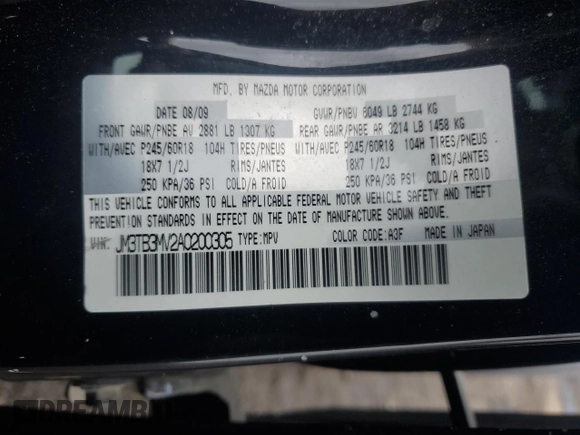 MFD. BY MAZDA MOTOR CORPORATION
DATE 08/09 GVWR/PNBV 6049 LB 2744 KG
FRONT GAWR/PNBE AV 2881 LB 1307 KG REAR GAWR/PNBE AR 3214 LB 1458 KG
WITH/AVEC P245/60R18 104H TIRES/PNEUS WITH/AVEC P245/60R18 104H TIRES/PNEUS
18X7 1/2J RIMS/JANTES 18X7 1/2J RIMS/JANTES
250 KPA/36 PSI COLD/A FROID 250 KPA/36 PSI COLD/A FROID
THIS VEHICLE CONFORMS TO ALL APPLICABLE FEDERAL MOTOR VEHICLE SAFETY AND THEFT
PREVENTION STANDARDS IN EFFECT ON THE DATE OF MANUFACTURE SHOWN ABOVE.
VIN: JM3TB3MV2A0200305 TYPE: MPV COLOR CODE: A3F MADE IN JAPAN